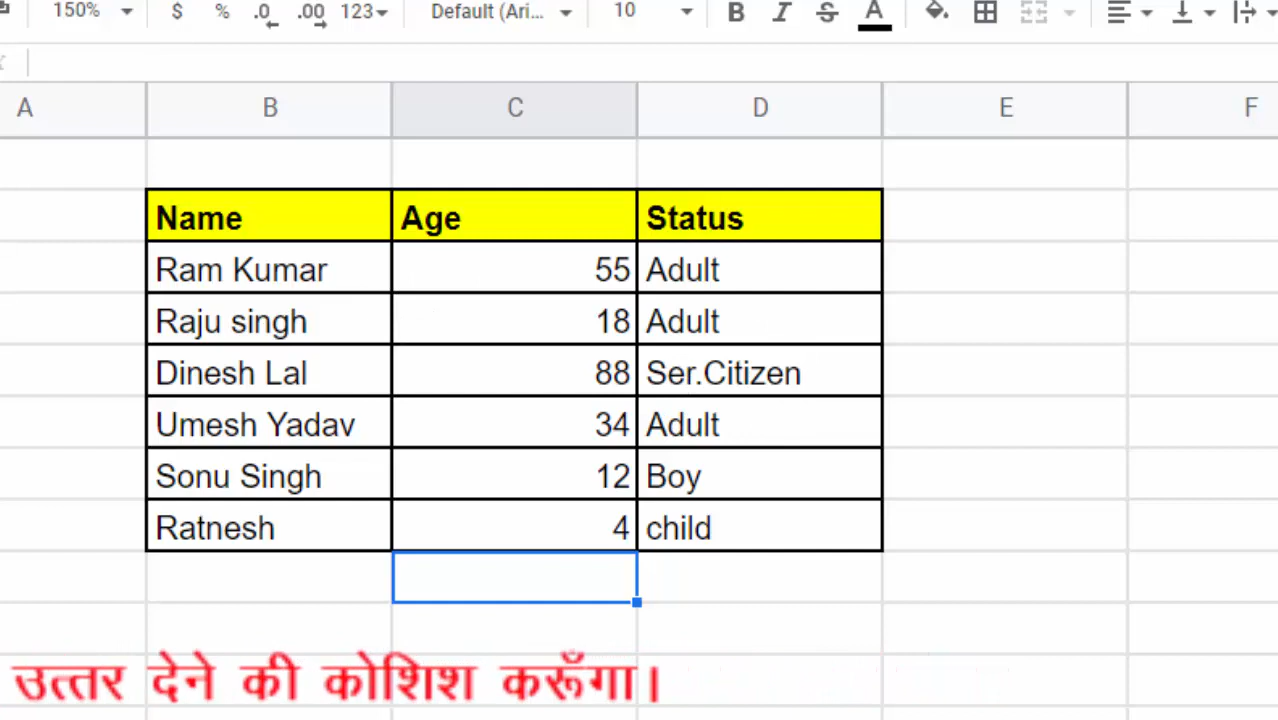 150% $ % .0 .00 123 Default (Ari... 10 B I S A
A B C D E F
Name Age Status
Ram Kumar 55 Adult
Raju singh 18 Adult
Dinesh Lal 88 Ser.Citizen
Umesh Yadav 34 Adult
Sonu Singh 12 Boy
Ratnesh 4 child
उत्तर देने की कोशिश करूँगा।